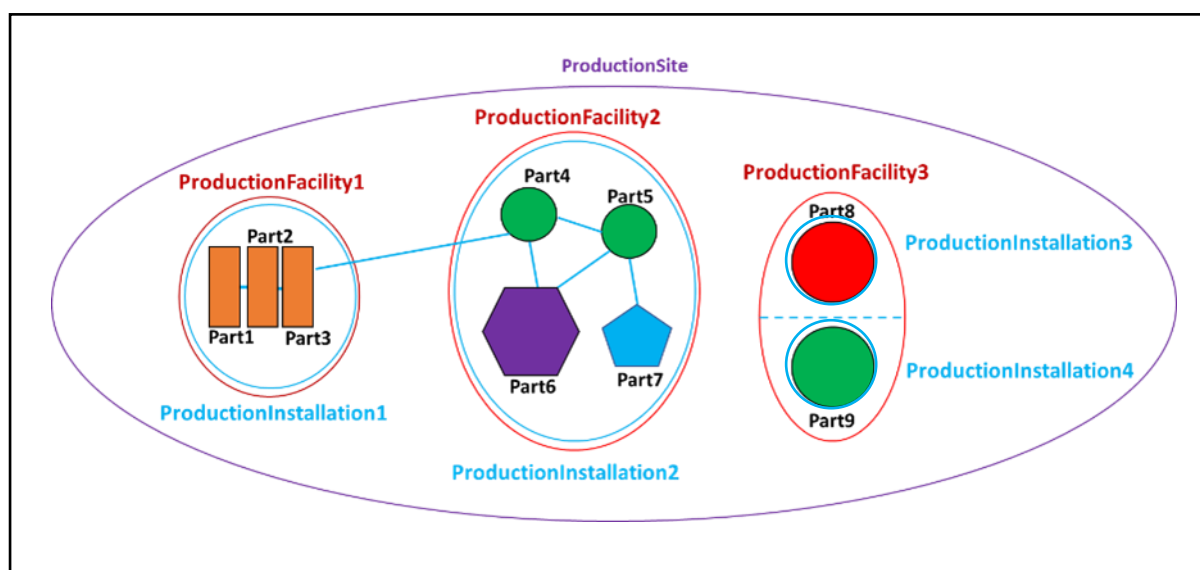 ProductionSite
ProductionFacility1
Part2
Part1
Part3
ProductionInstallation1
ProductionFacility2
Part4
Part5
Part6
Part7
ProductionInstallation2
ProductionFacility3
Part8
ProductionInstallation3
ProductionInstallation4
Part9